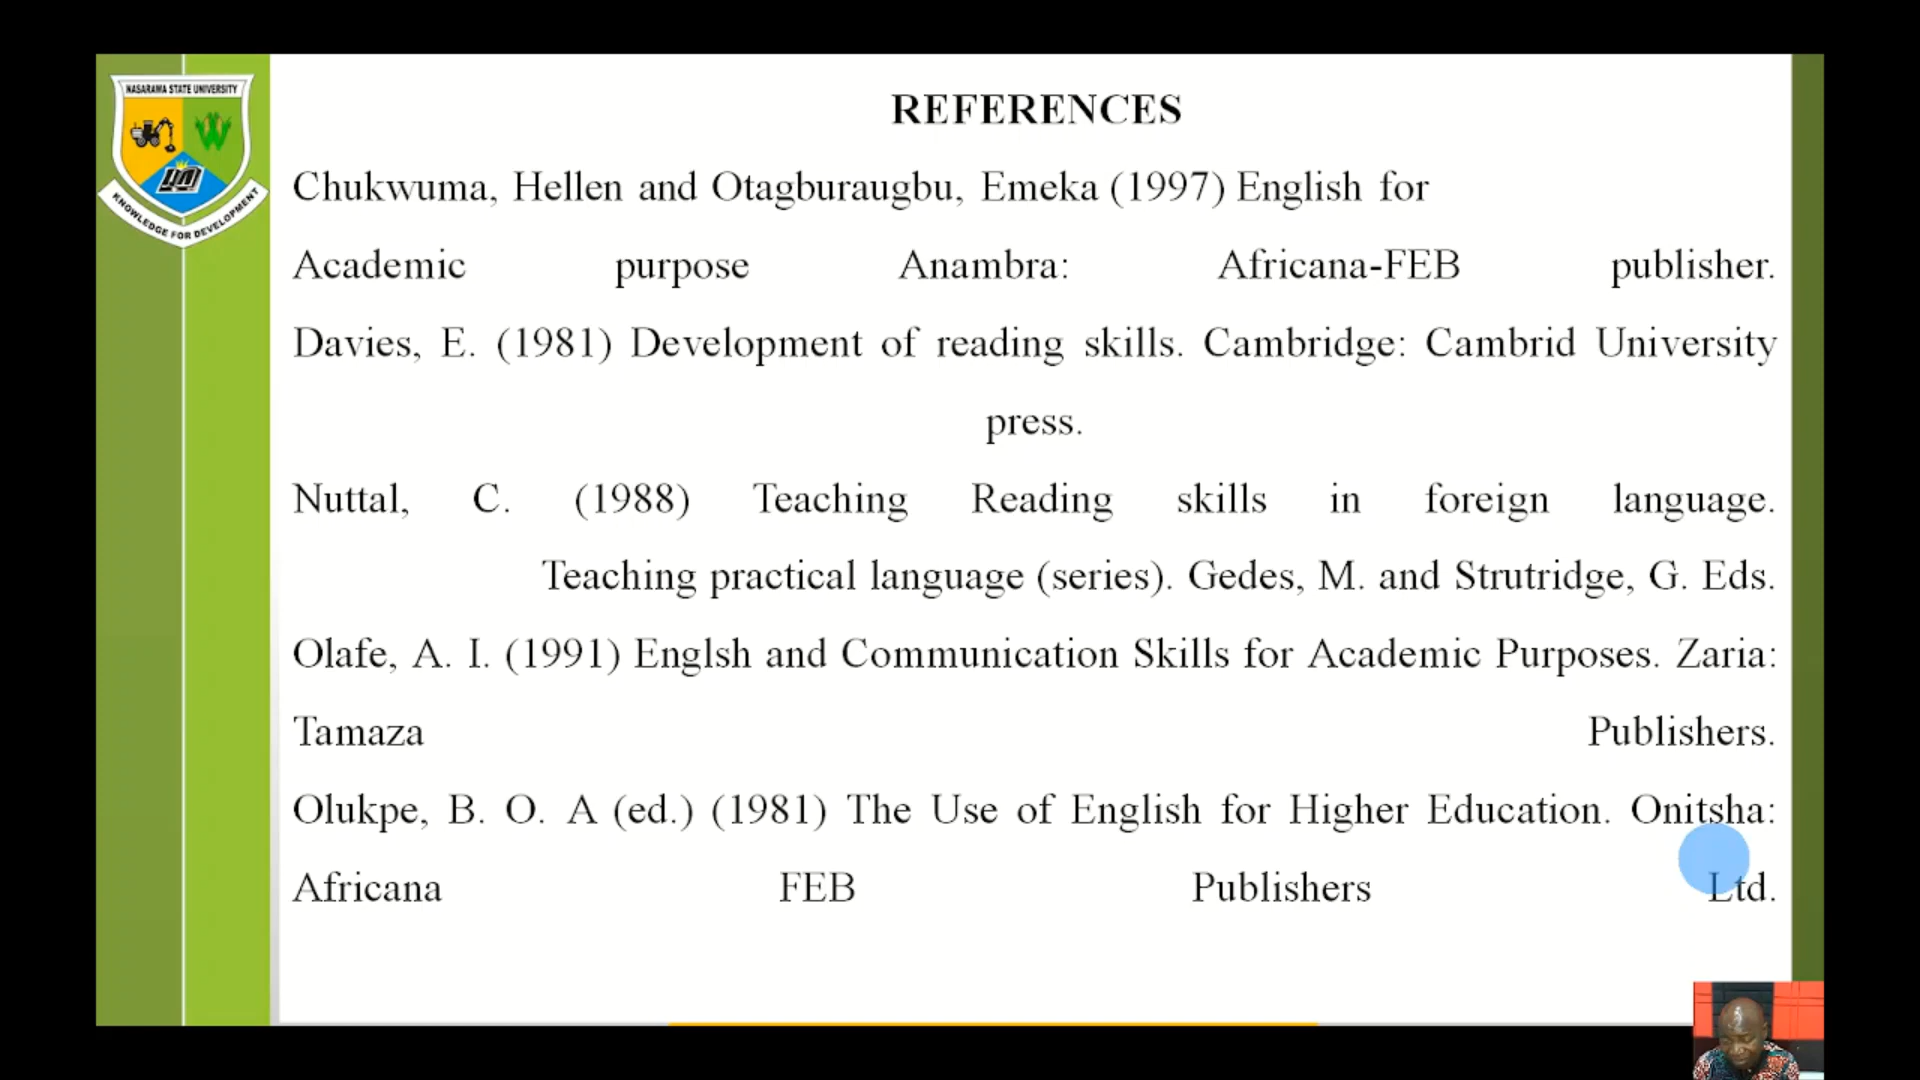 NASARAWA STATE UNIVERSITY
KNOWLEDGE FOR DEVELOPMENT
REFERENCES
Chukwuma, Hellen and Otagburaugbu, Emeka (1997) English for
Academic purpose Anambra: Africana-FEB publisher.
Davies, E. (1981) Development of reading skills. Cambridge: Cambrid University
press.
Nuttal, C. (1988) Teaching Reading skills in foreign language.
Teaching practical language (series). Gedes, M. and Strutridge, G. Eds.
Olafe, A. I. (1991) Englsh and Communication Skills for Academic Purposes. Zaria:
Tamaza Publishers.
Olukpe, B. O. A (ed.) (1981) The Use of English for Higher Education. Onitsha:
Africana FEB Publishers Ltd.